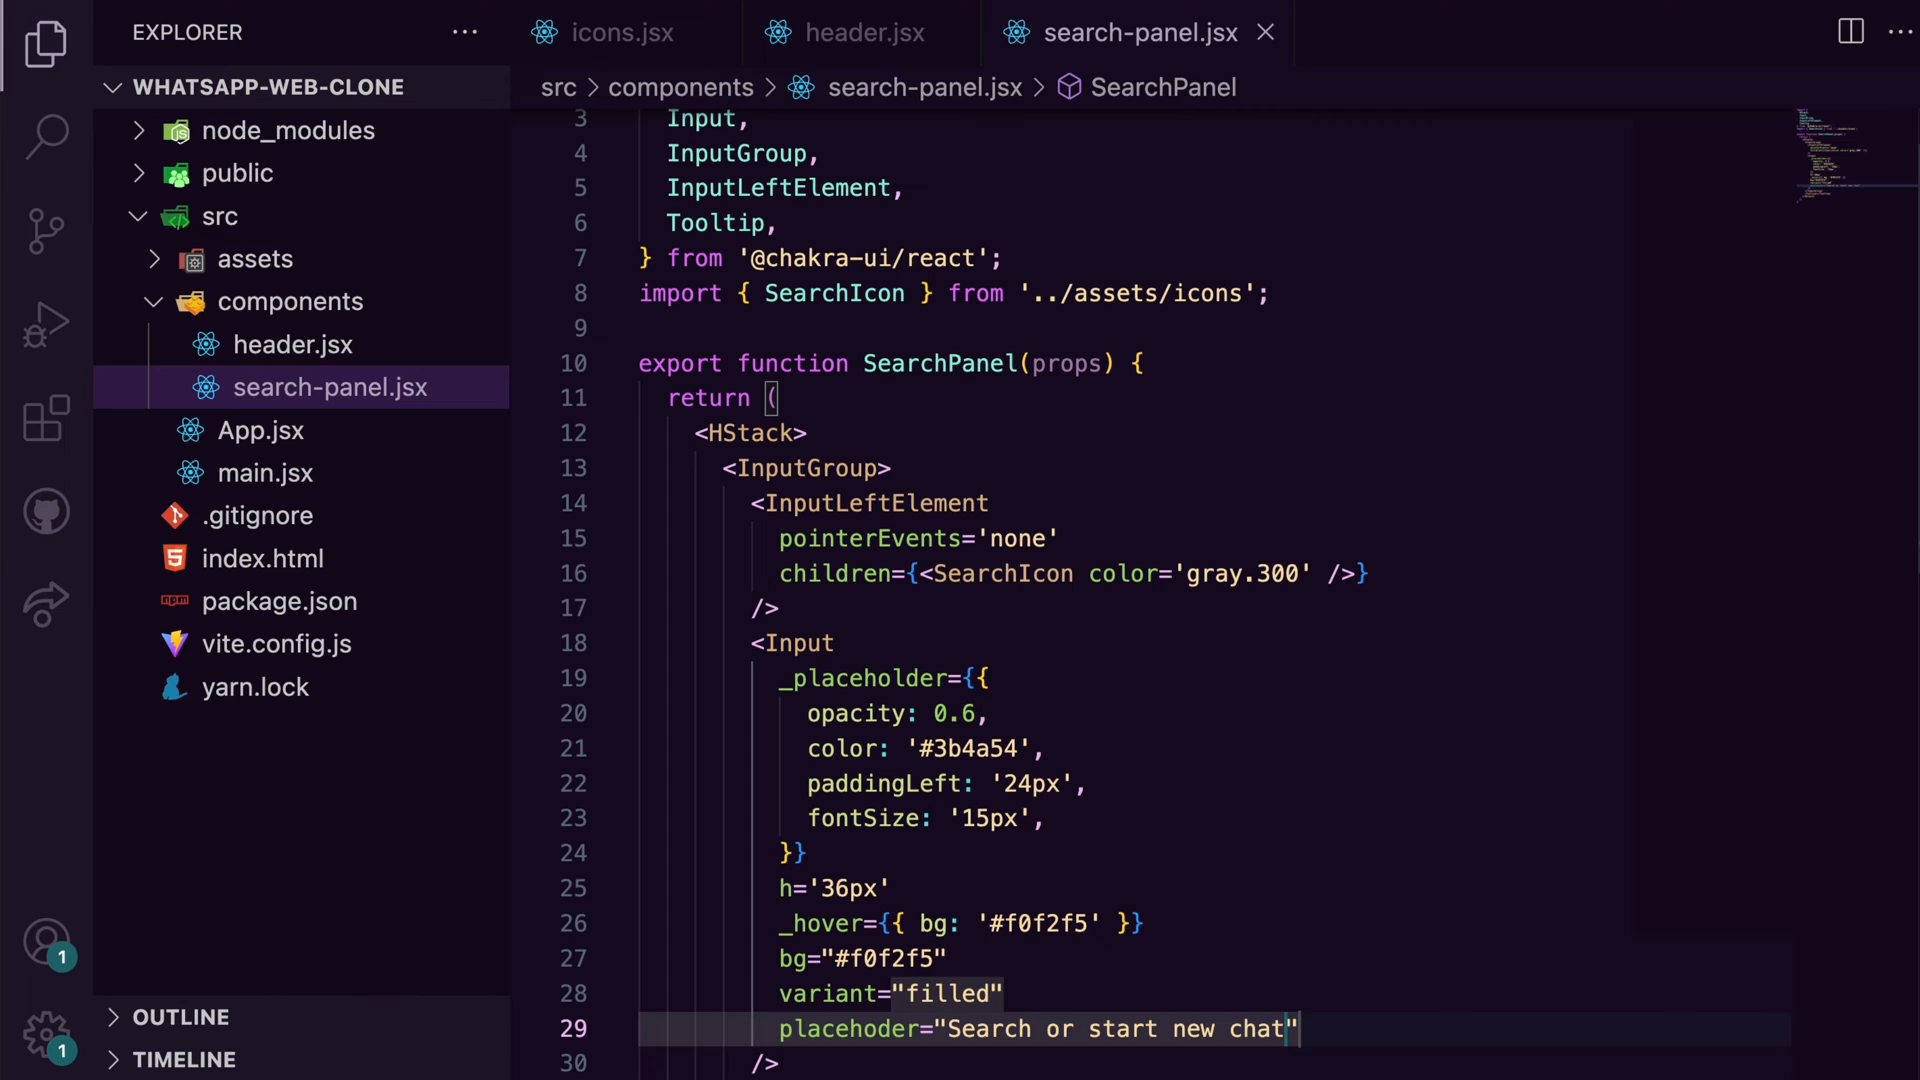 EXPLORER
icons.jsx
header.jsx
search-panel.jsx
WHATSAPP-WEB-CLONE
node_modules
public
src
assets
components
header.jsx
search-panel.jsx
App.jsx
main.jsx
.gitignore
index.html
package.json
vite.config.js
yarn.lock
OUTLINE
TIMELINE
1
1
src > components > search-panel.jsx > SearchPanel
3 Input,
4 InputGroup,
5 InputLeftElement,
6 Tooltip,
7 } from '@chakra-ui/react';
8 import { SearchIcon } from '../assets/icons';
9
10 export function SearchPanel(props) {
11 return (
12 <HStack>
13 <InputGroup>
14 <InputLeftElement
15 pointerEvents='none'
16 children={<SearchIcon color='gray.300' />}
17 />
18 <Input
19 _placeholder={{
20 opacity: 0.6,
21 color: '#3b4a54',
22 paddingLeft: '24px',
23 fontSize: '15px',
24 }}
25 h='36px'
26 _hover={{ bg: '#f0f2f5' }}
27 bg="#f0f2f5"
28 variant="filled"
29 placehoder="Search or start new chat"
30 />